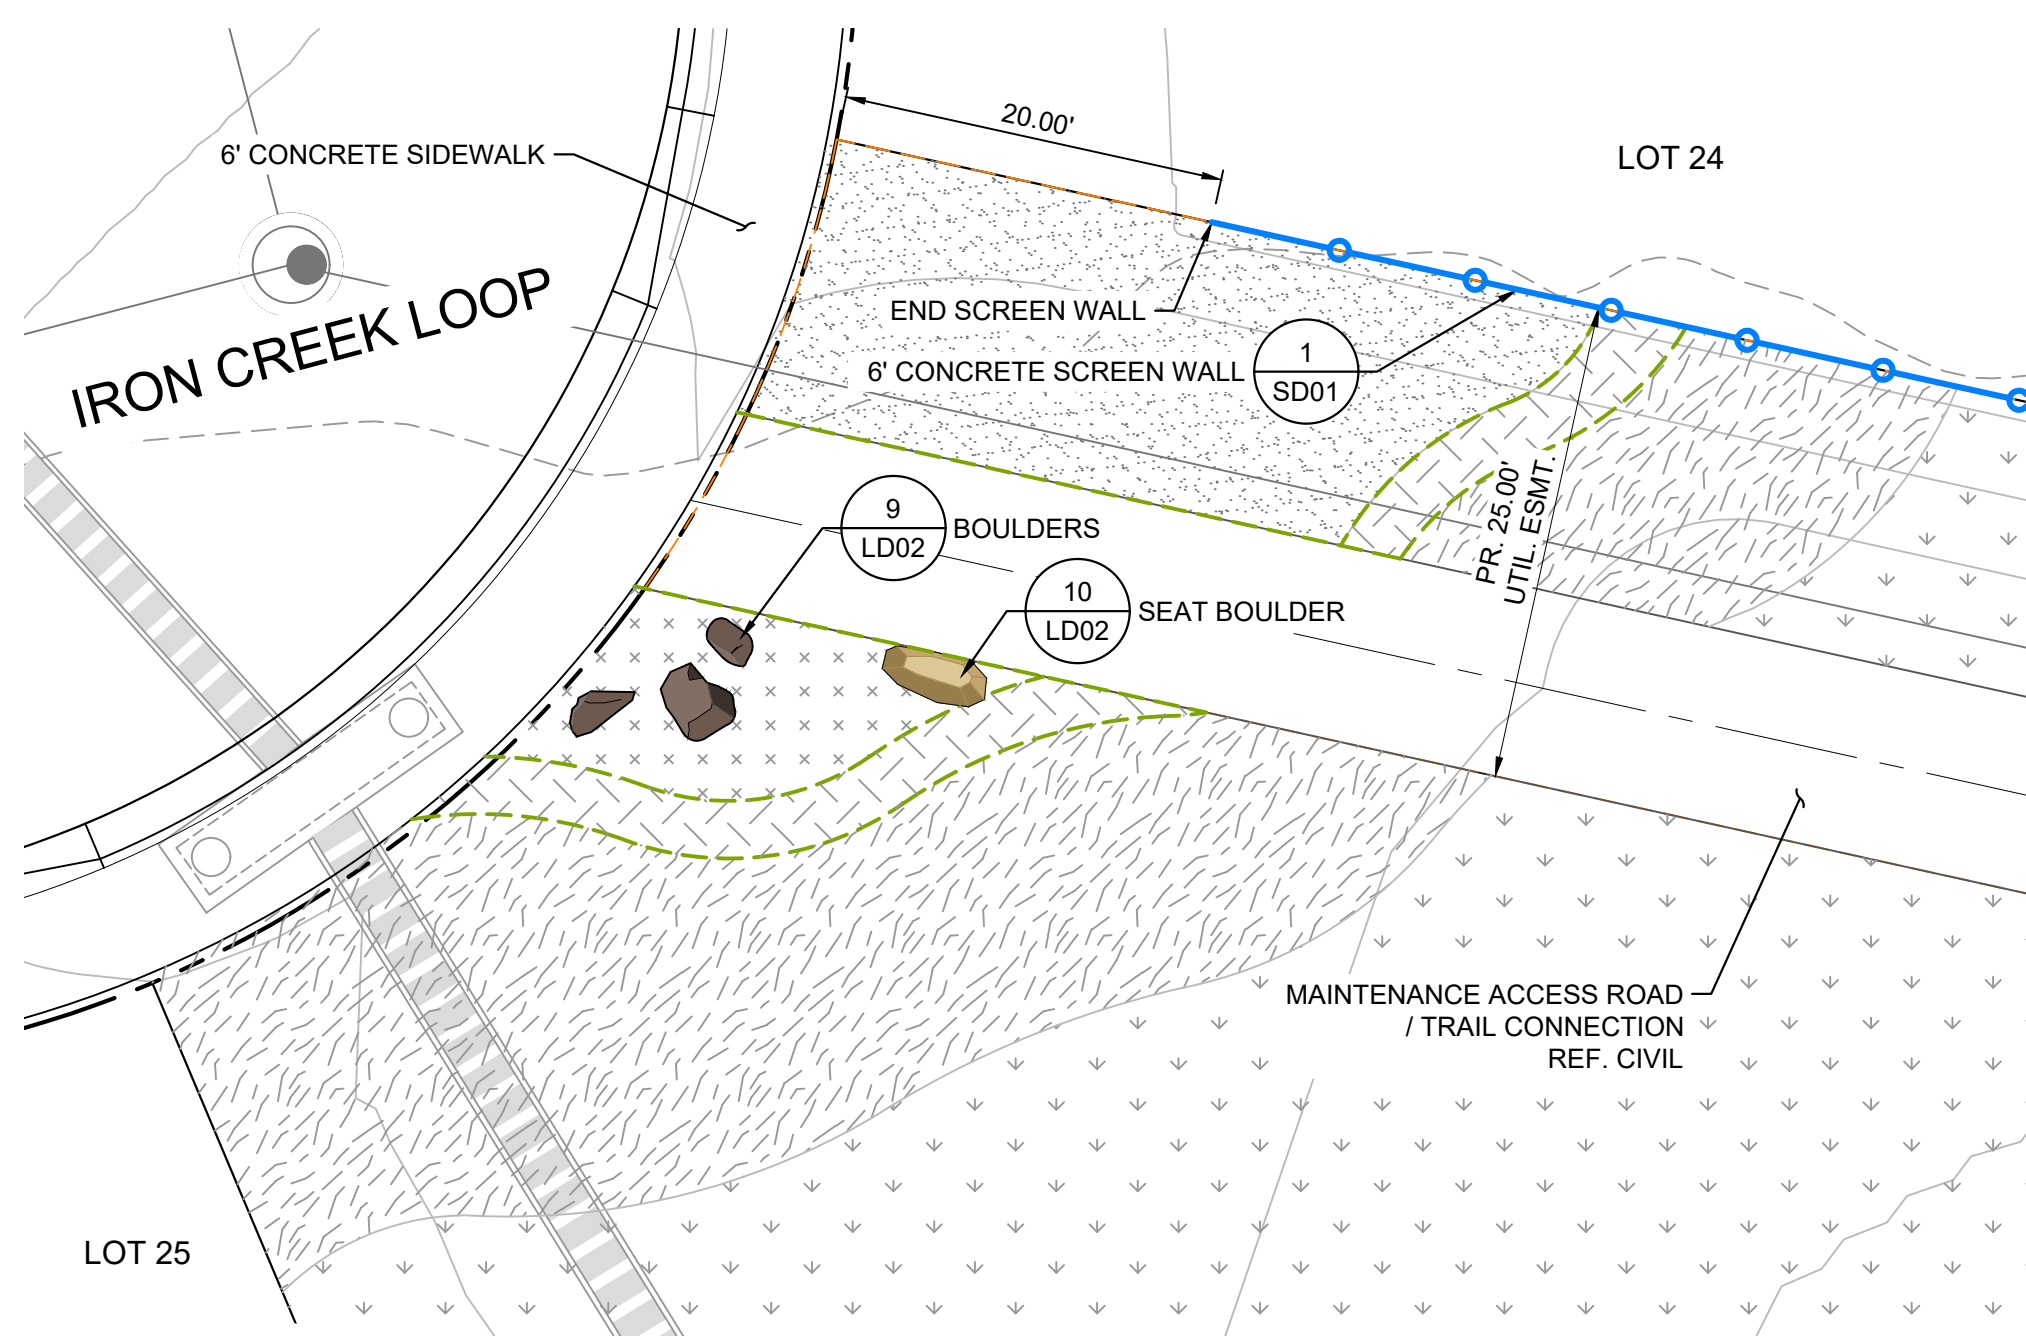 20.00'
6' CONCRETE SIDEWALK
LOT 24
IRON CREEK LOOP
END SCREEN WALL
6' CONCRETE SCREEN WALL
1
SD01
9
LD02
BOULDERS
PR. 25.00'
UTIL. ESMT.
10
LD02
SEAT BOULDER
MAINTENANCE ACCESS ROAD
/ TRAIL CONNECTION
REF. CIVIL
LOT 25